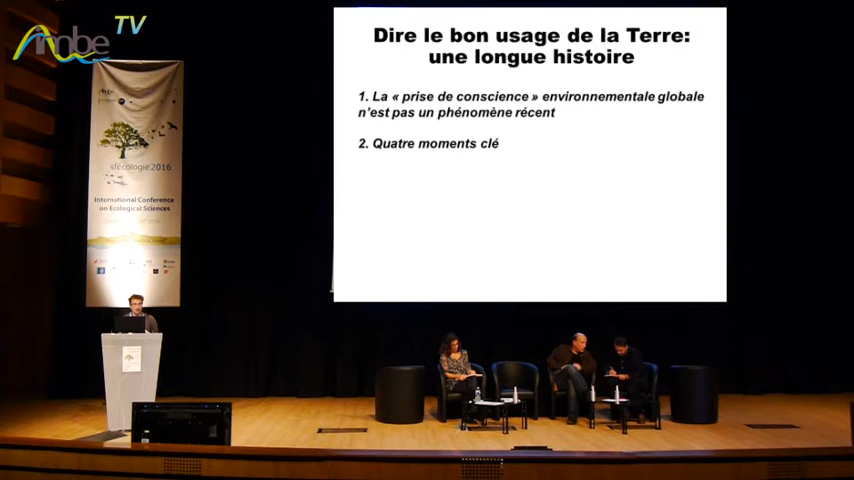 imbe TV
Dire le bon usage de la Terre:
une longue histoire
1. La « prise de conscience » environnementale globale
n'est pas un phénomène récent
2. Quatre moments clé
sfécologie2016
International Conference
on Ecological Sciences